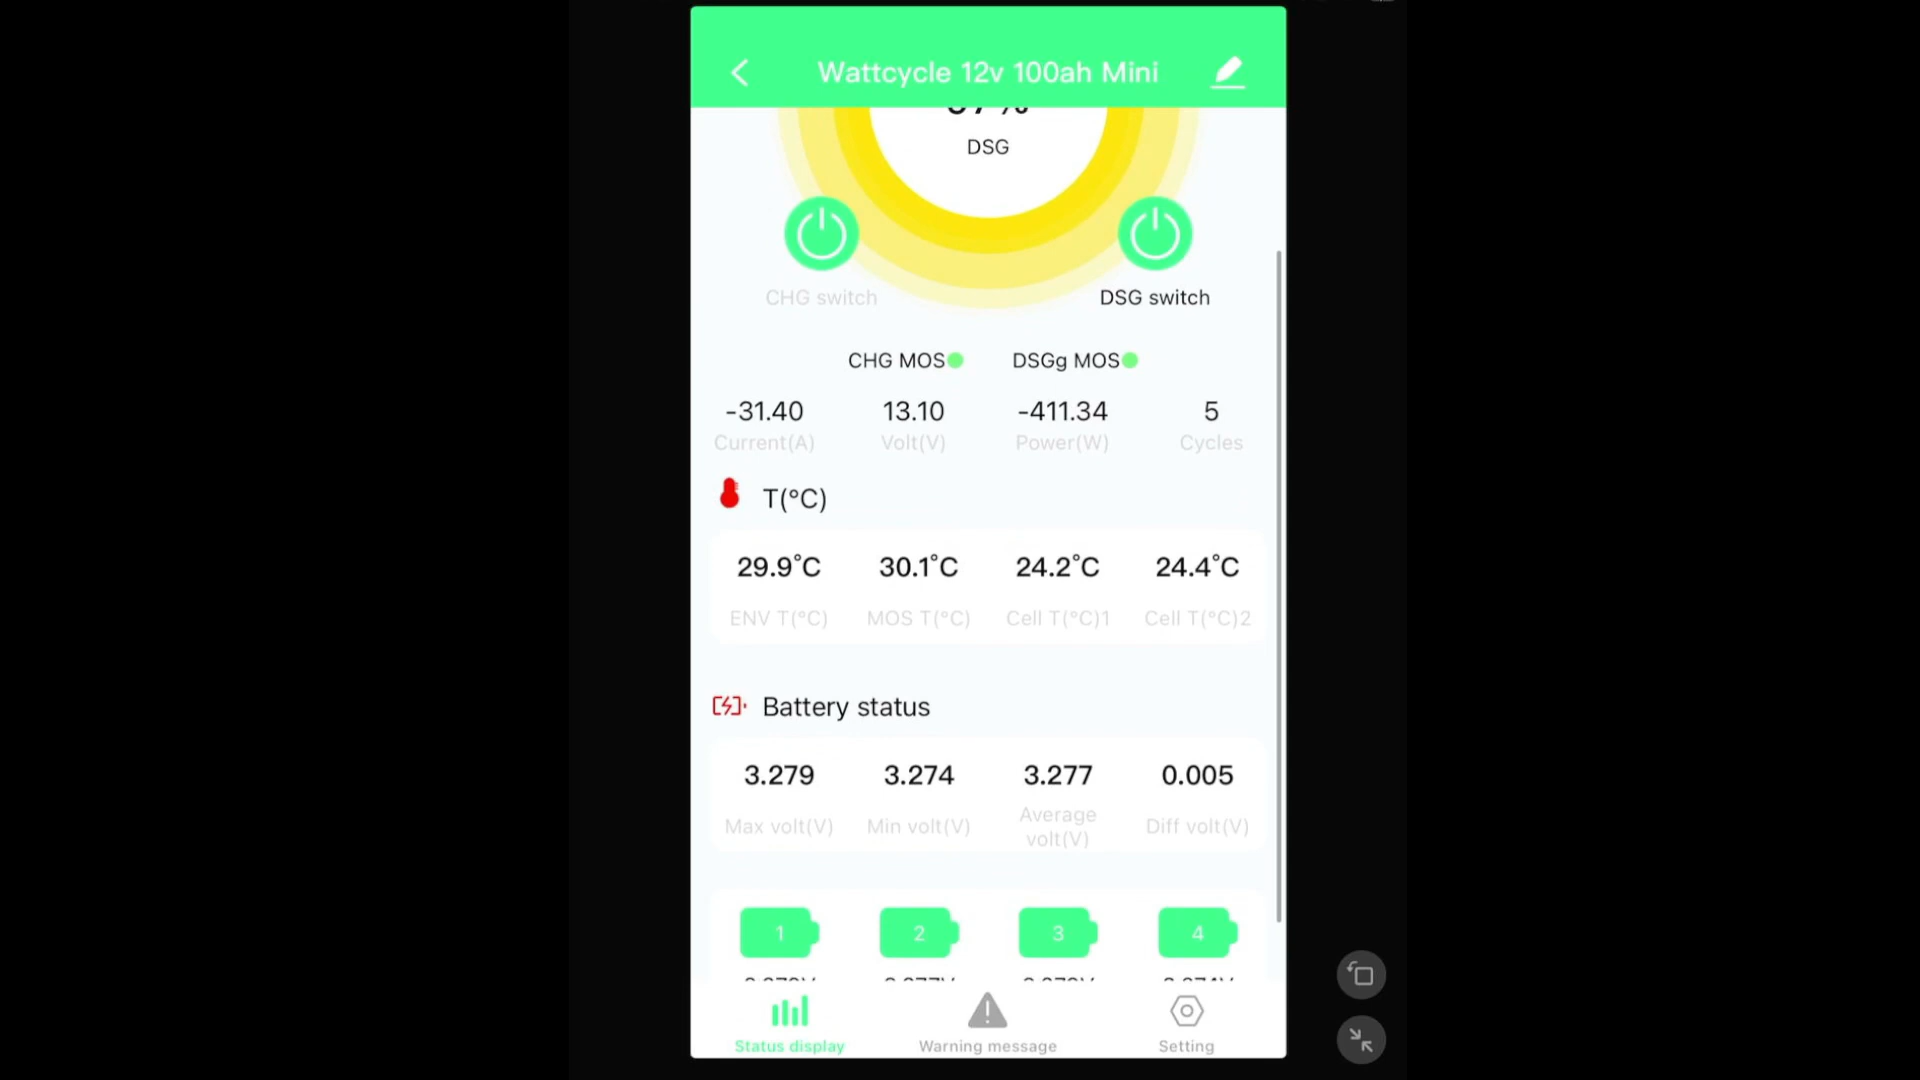 Wattcycle 12v 100ah Mini
DSG
CHG switch
DSG switch
CHG MOS
DSGg MOS
-31.40 13.10 -411.34 5
Current(A) Volt(V) Power(W) Cycles
T(°C)
29.9°C 30.1°C 24.2°C 24.4°C
ENV T(°C) MOS T(°C) Cell T(°C)1 Cell T(°C)2
Battery status
3.279 3.274 3.277 0.005
Max volt(V) Min volt(V) Average volt(V) Diff volt(V)
1 2 3 4
Status display Warning message Setting